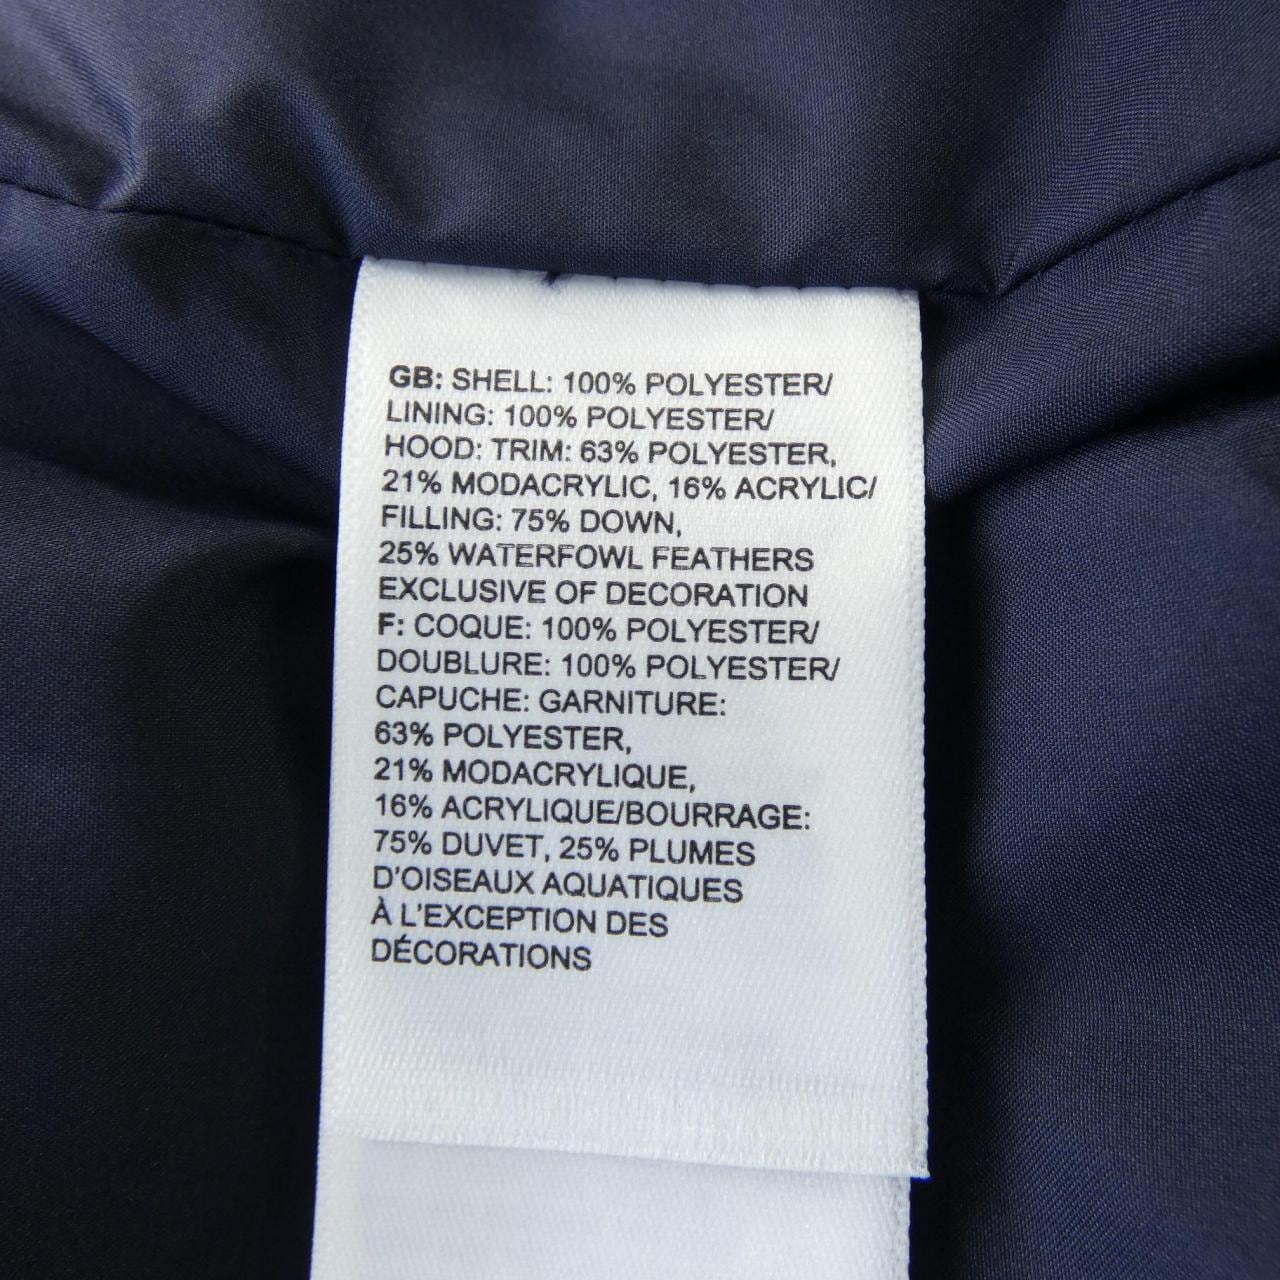 GB: SHELL: 100% POLYESTER/
LINING: 100% POLYESTER/
HOOD: TRIM: 63% POLYESTER,
21% MODACRYLIC, 16% ACRYLIC/
FILLING: 75% DOWN,
25% WATERFOWL FEATHERS
EXCLUSIVE OF DECORATION
F: COQUE: 100% POLYESTER/
DOUBLURE: 100% POLYESTER/
CAPUCHE: GARNITURE:
63% POLYESTER,
21% MODACRYLIQUE,
16% ACRYLIQUE/BOURRAGE:
75% DUVET, 25% PLUMES
D'OISEAUX AQUATIQUES
À L'EXCEPTION DES
DÉCORATIONS